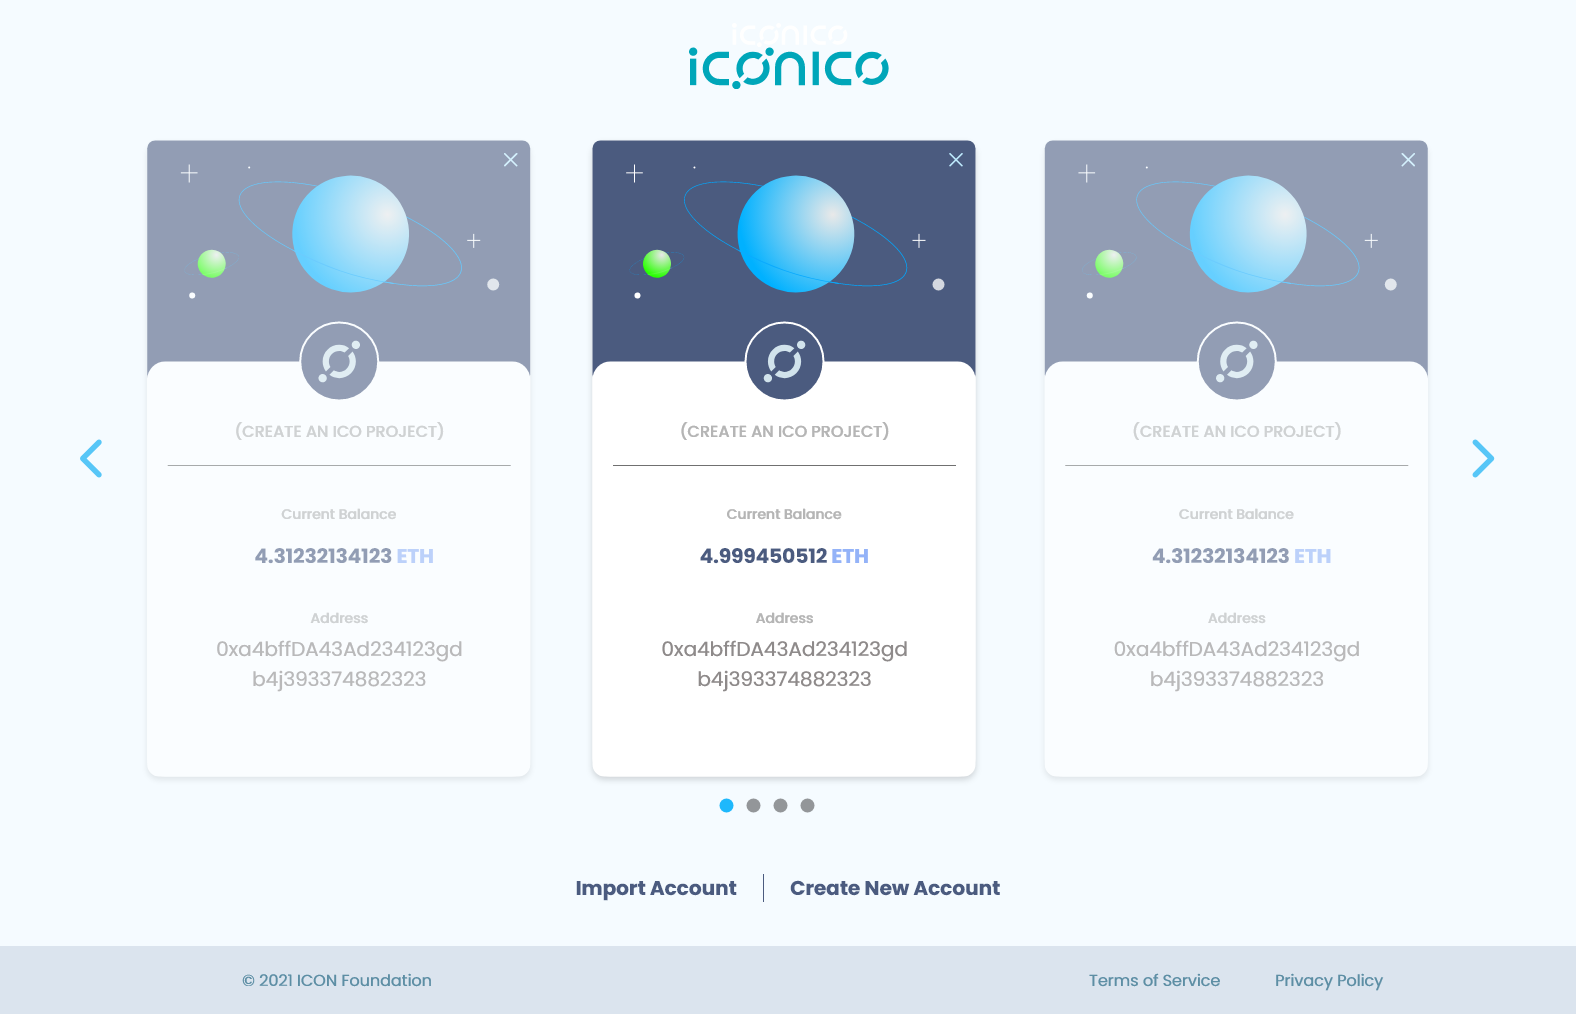 iconico
iconico
(CREATE AN ICO PROJECT)
Current Balance
4.31232134123 ETH
Address
0xa4bffDA43Ad234123gd
b4j393374882323
(CREATE AN ICO PROJECT)
Current Balance
4.999450512 ETH
Address
0xa4bffDA43Ad234123gd
b4j393374882323
(CREATE AN ICO PROJECT)
Current Balance
4.31232134123 ETH
Address
0xa4bffDA43Ad234123gd
b4j393374882323
Import Account
Create New Account
© 2021 ICON Foundation
Terms of Service
Privacy Policy